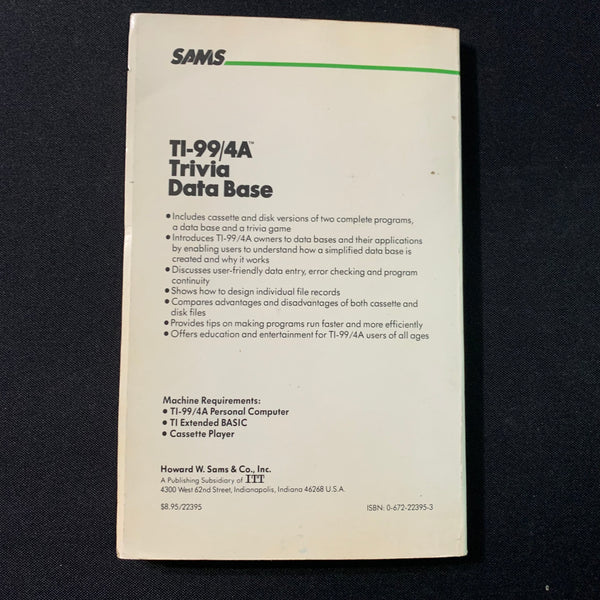 SAMS
TI-99/4A™
Trivia
Data Base
• Includes cassette and disk versions of two complete programs,
a data base and a trivia game
• Introduces TI-99/4A owners to data bases and their applications
by enabling users to understand how a simplified data base is
created and why it works
• Discusses user-friendly data entry, error checking and program
continuity
• Shows how to design individual file records
• Compares advantages and disadvantages of both cassette and
disk files
• Provides tips on making programs run faster and more efficiently
• Offers education and entertainment for TI-99/4A users of all ages
Machine Requirements:
• TI-99/4A Personal Computer
• TI Extended BASIC
• Cassette Player
Howard W. Sams & Co., Inc.
A Publishing Subsidiary of ITT
4300 West 62nd Street, Indianapolis, Indiana 46268 U.S.A.
$8.95/22395 ISBN: 0-672-22395-3